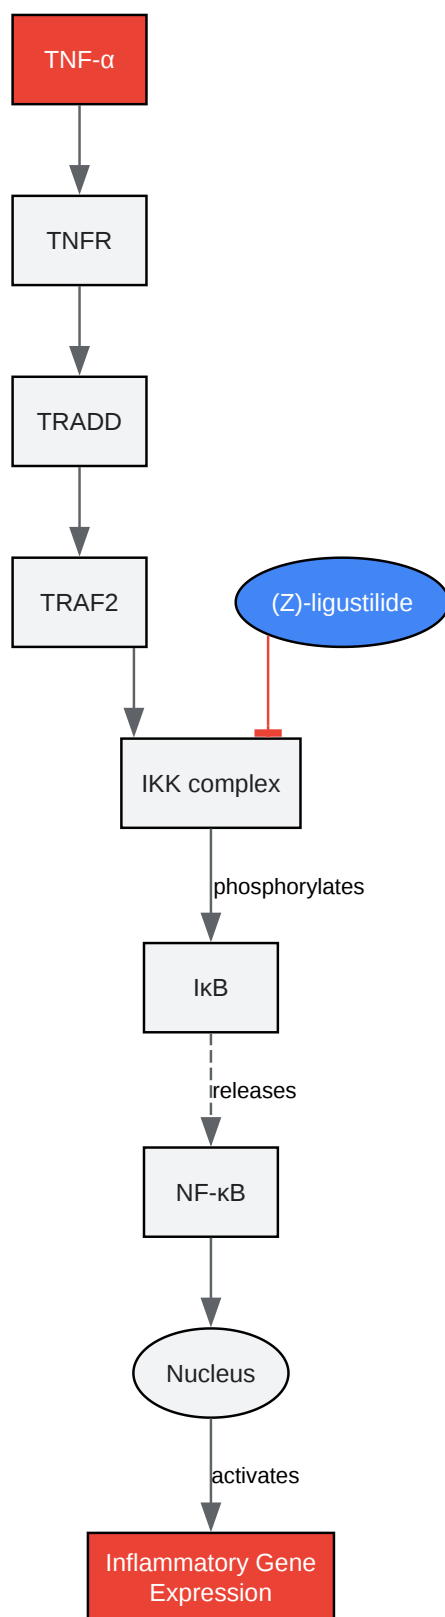 TNF-α
TNFR
TRADD
TRAF2
(Z)-ligustilide
IKK complex
phosphorylates
IκB
releases
NF-κB
Nucleus
activates
Inflammatory Gene
Expression